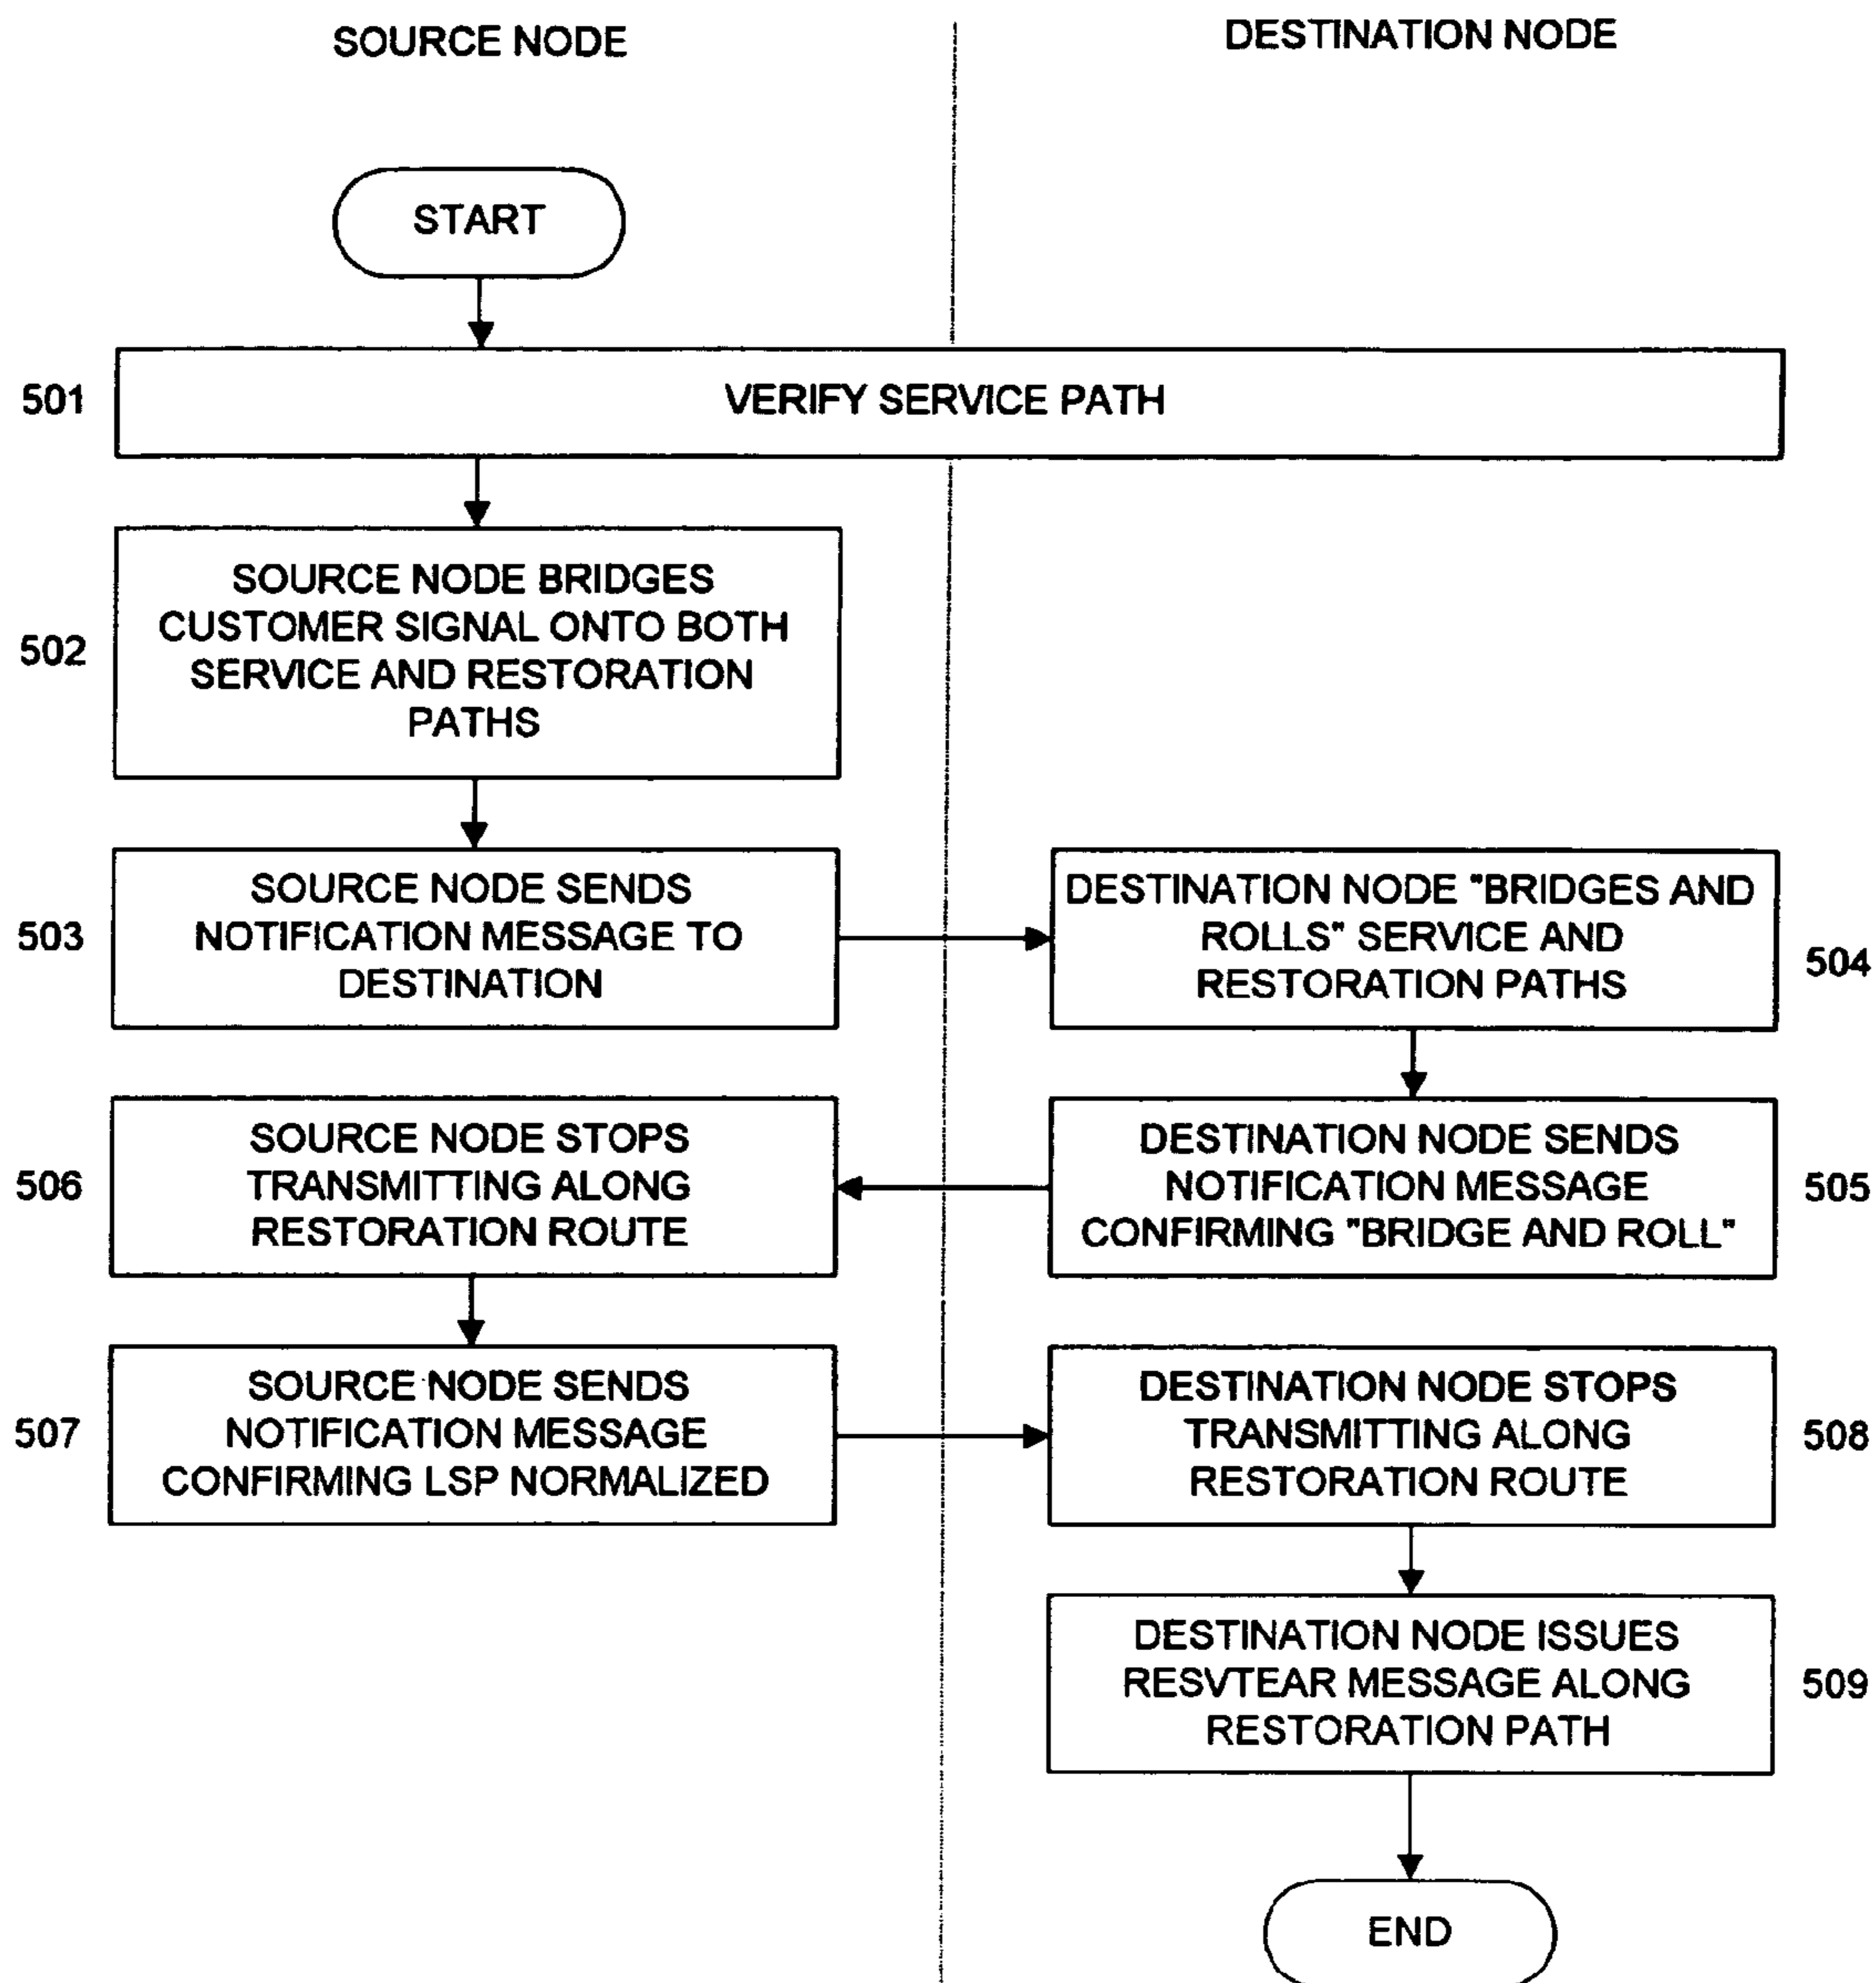 SOURCE NODE
DESTINATION NODE
START
501
VERIFY SERVICE PATH
502
SOURCE NODE BRIDGES
CUSTOMER SIGNAL ONTO BOTH
SERVICE AND RESTORATION
PATHS
503
SOURCE NODE SENDS
NOTIFICATION MESSAGE TO
DESTINATION
DESTINATION NODE "BRIDGES AND
ROLLS" SERVICE AND
RESTORATION PATHS
504
506
SOURCE NODE STOPS
TRANSMITTING ALONG
RESTORATION ROUTE
DESTINATION NODE SENDS
NOTIFICATION MESSAGE
CONFIRMING "BRIDGE AND ROLL"
505
507
SOURCE NODE SENDS
NOTIFICATION MESSAGE
CONFIRMING LSP NORMALIZED
DESTINATION NODE STOPS
TRANSMITTING ALONG
RESTORATION ROUTE
508
DESTINATION NODE ISSUES
RESVTEAR MESSAGE ALONG
RESTORATION PATH
509
END